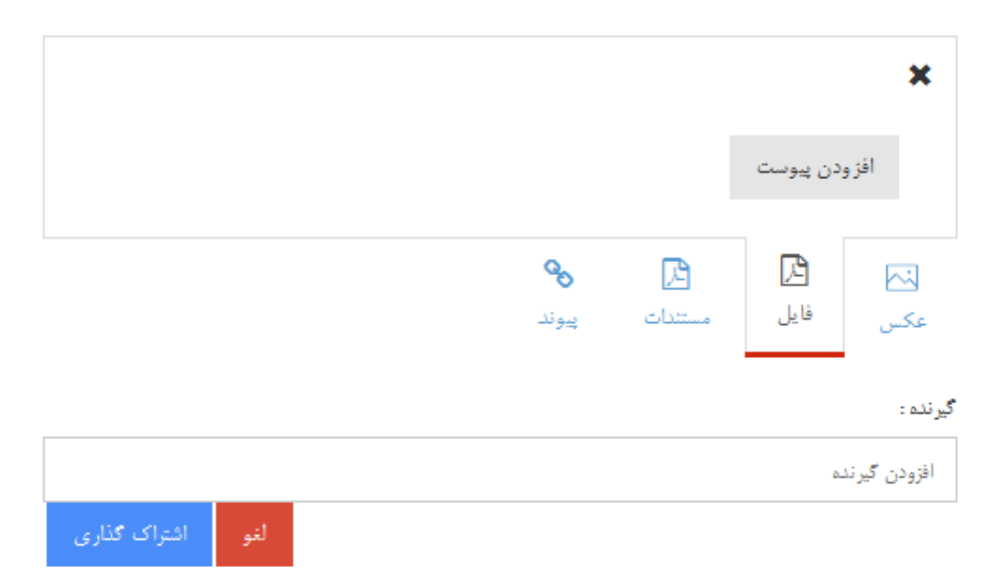 افزودن پیوست
عکس
فایل
مستندات
پیوند
گیرنده :
افزودن گیرنده
لغو
اشتراک گذاری